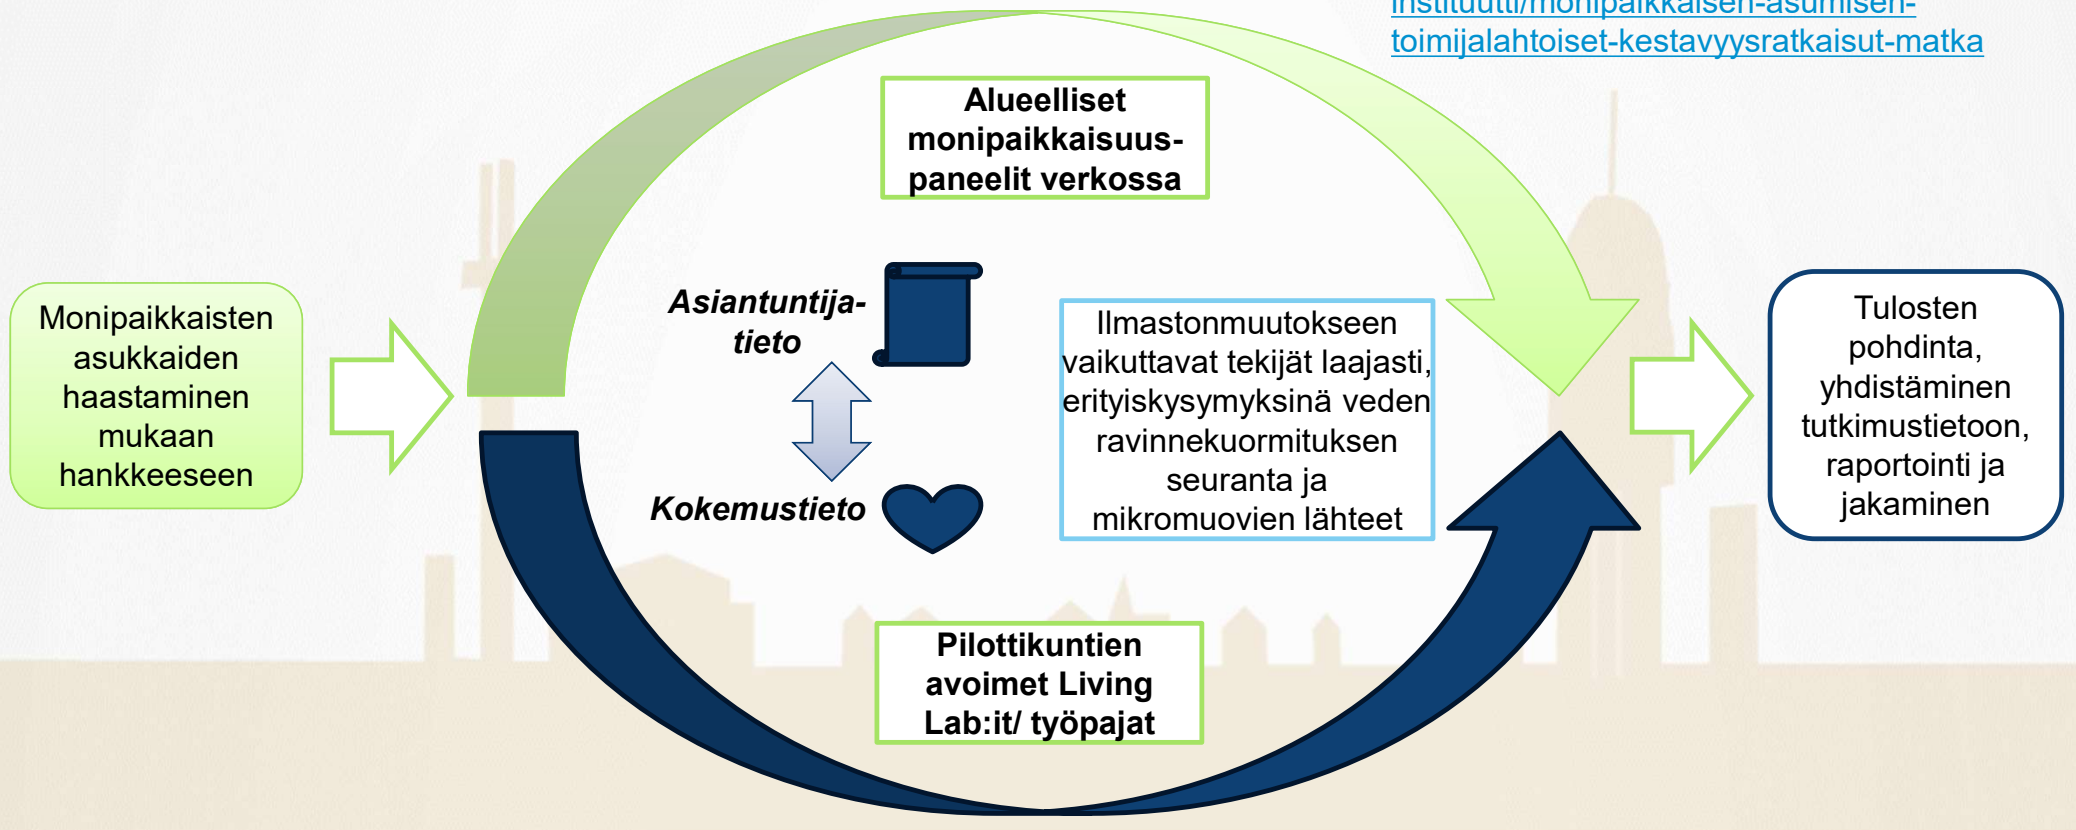 instituutti/monipaikkaisen-asumisen-
toimijalahtoiset-kestavyysratkaisut-matka
Alueelliset
monipaikkaisuus-
paneelit verkossa
Monipaikkaisten
asukkaiden
haastaminen
mukaan
hankkeeseen
Asiantuntija-
tieto
Kokemustieto
Ilmastonmuutokseen
vaikuttavat tekijät laajasti,
erityiskysymyksinä veden
ravinnekuormituksen
seuranta ja
mikromuovien lähteet
Tulosten
pohdinta,
yhdistäminen
tutkimustietoon,
raportointi ja
jakaminen
Pilottikuntien
avoimet Living
Lab:it/ työpajat